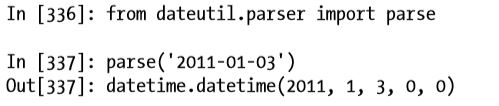 In [336]: from dateutil.parser import parse
In [337]: parse('2011-01-03')
Out[337]: datetime.datetime(2011, 1, 3, 0, 0)